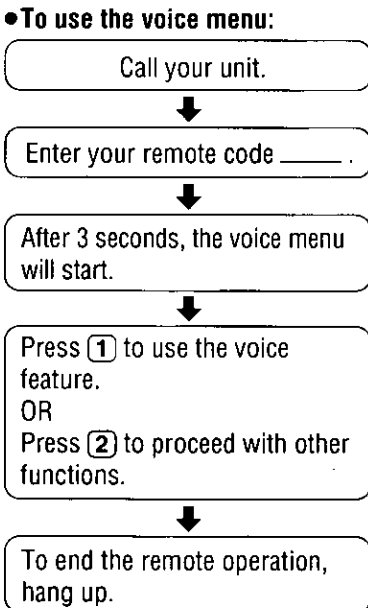 ●To use the voice menu:
Call your unit.
Enter your remote code _____ .
After 3 seconds, the voice menu
will start.
Press 1 to use the voice
feature.
OR
Press 2 to proceed with other
functions.
To end the remote operation,
hang up.